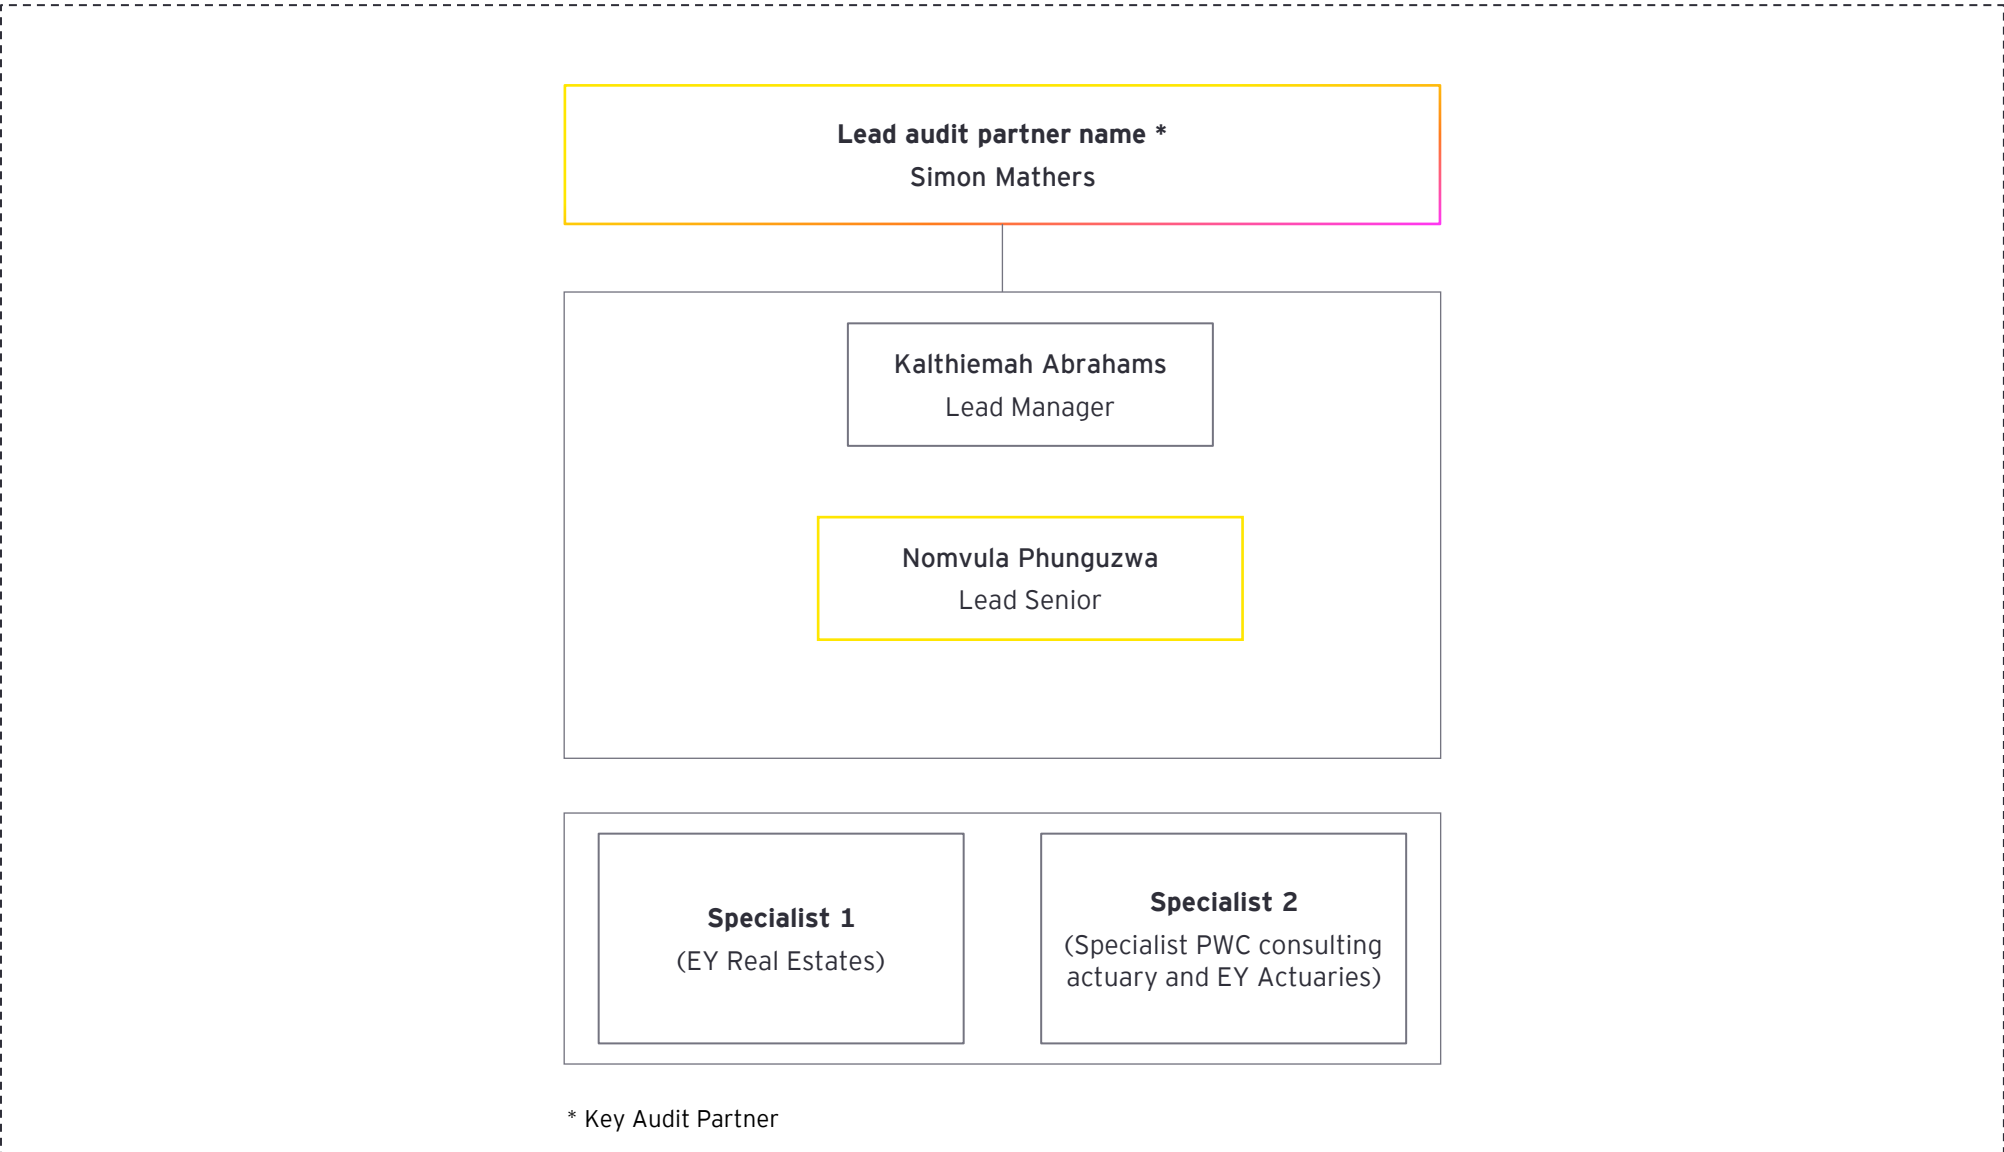 Lead audit partner name *
Simon Mathers
Kalthiemah Abrahams
Lead Manager
Nomvula Phunguzwa
Lead Senior
Specialist 1
(EY Real Estates)
Specialist 2
(Specialist PWC consulting
actuary and EY Actuaries)
* Key Audit Partner